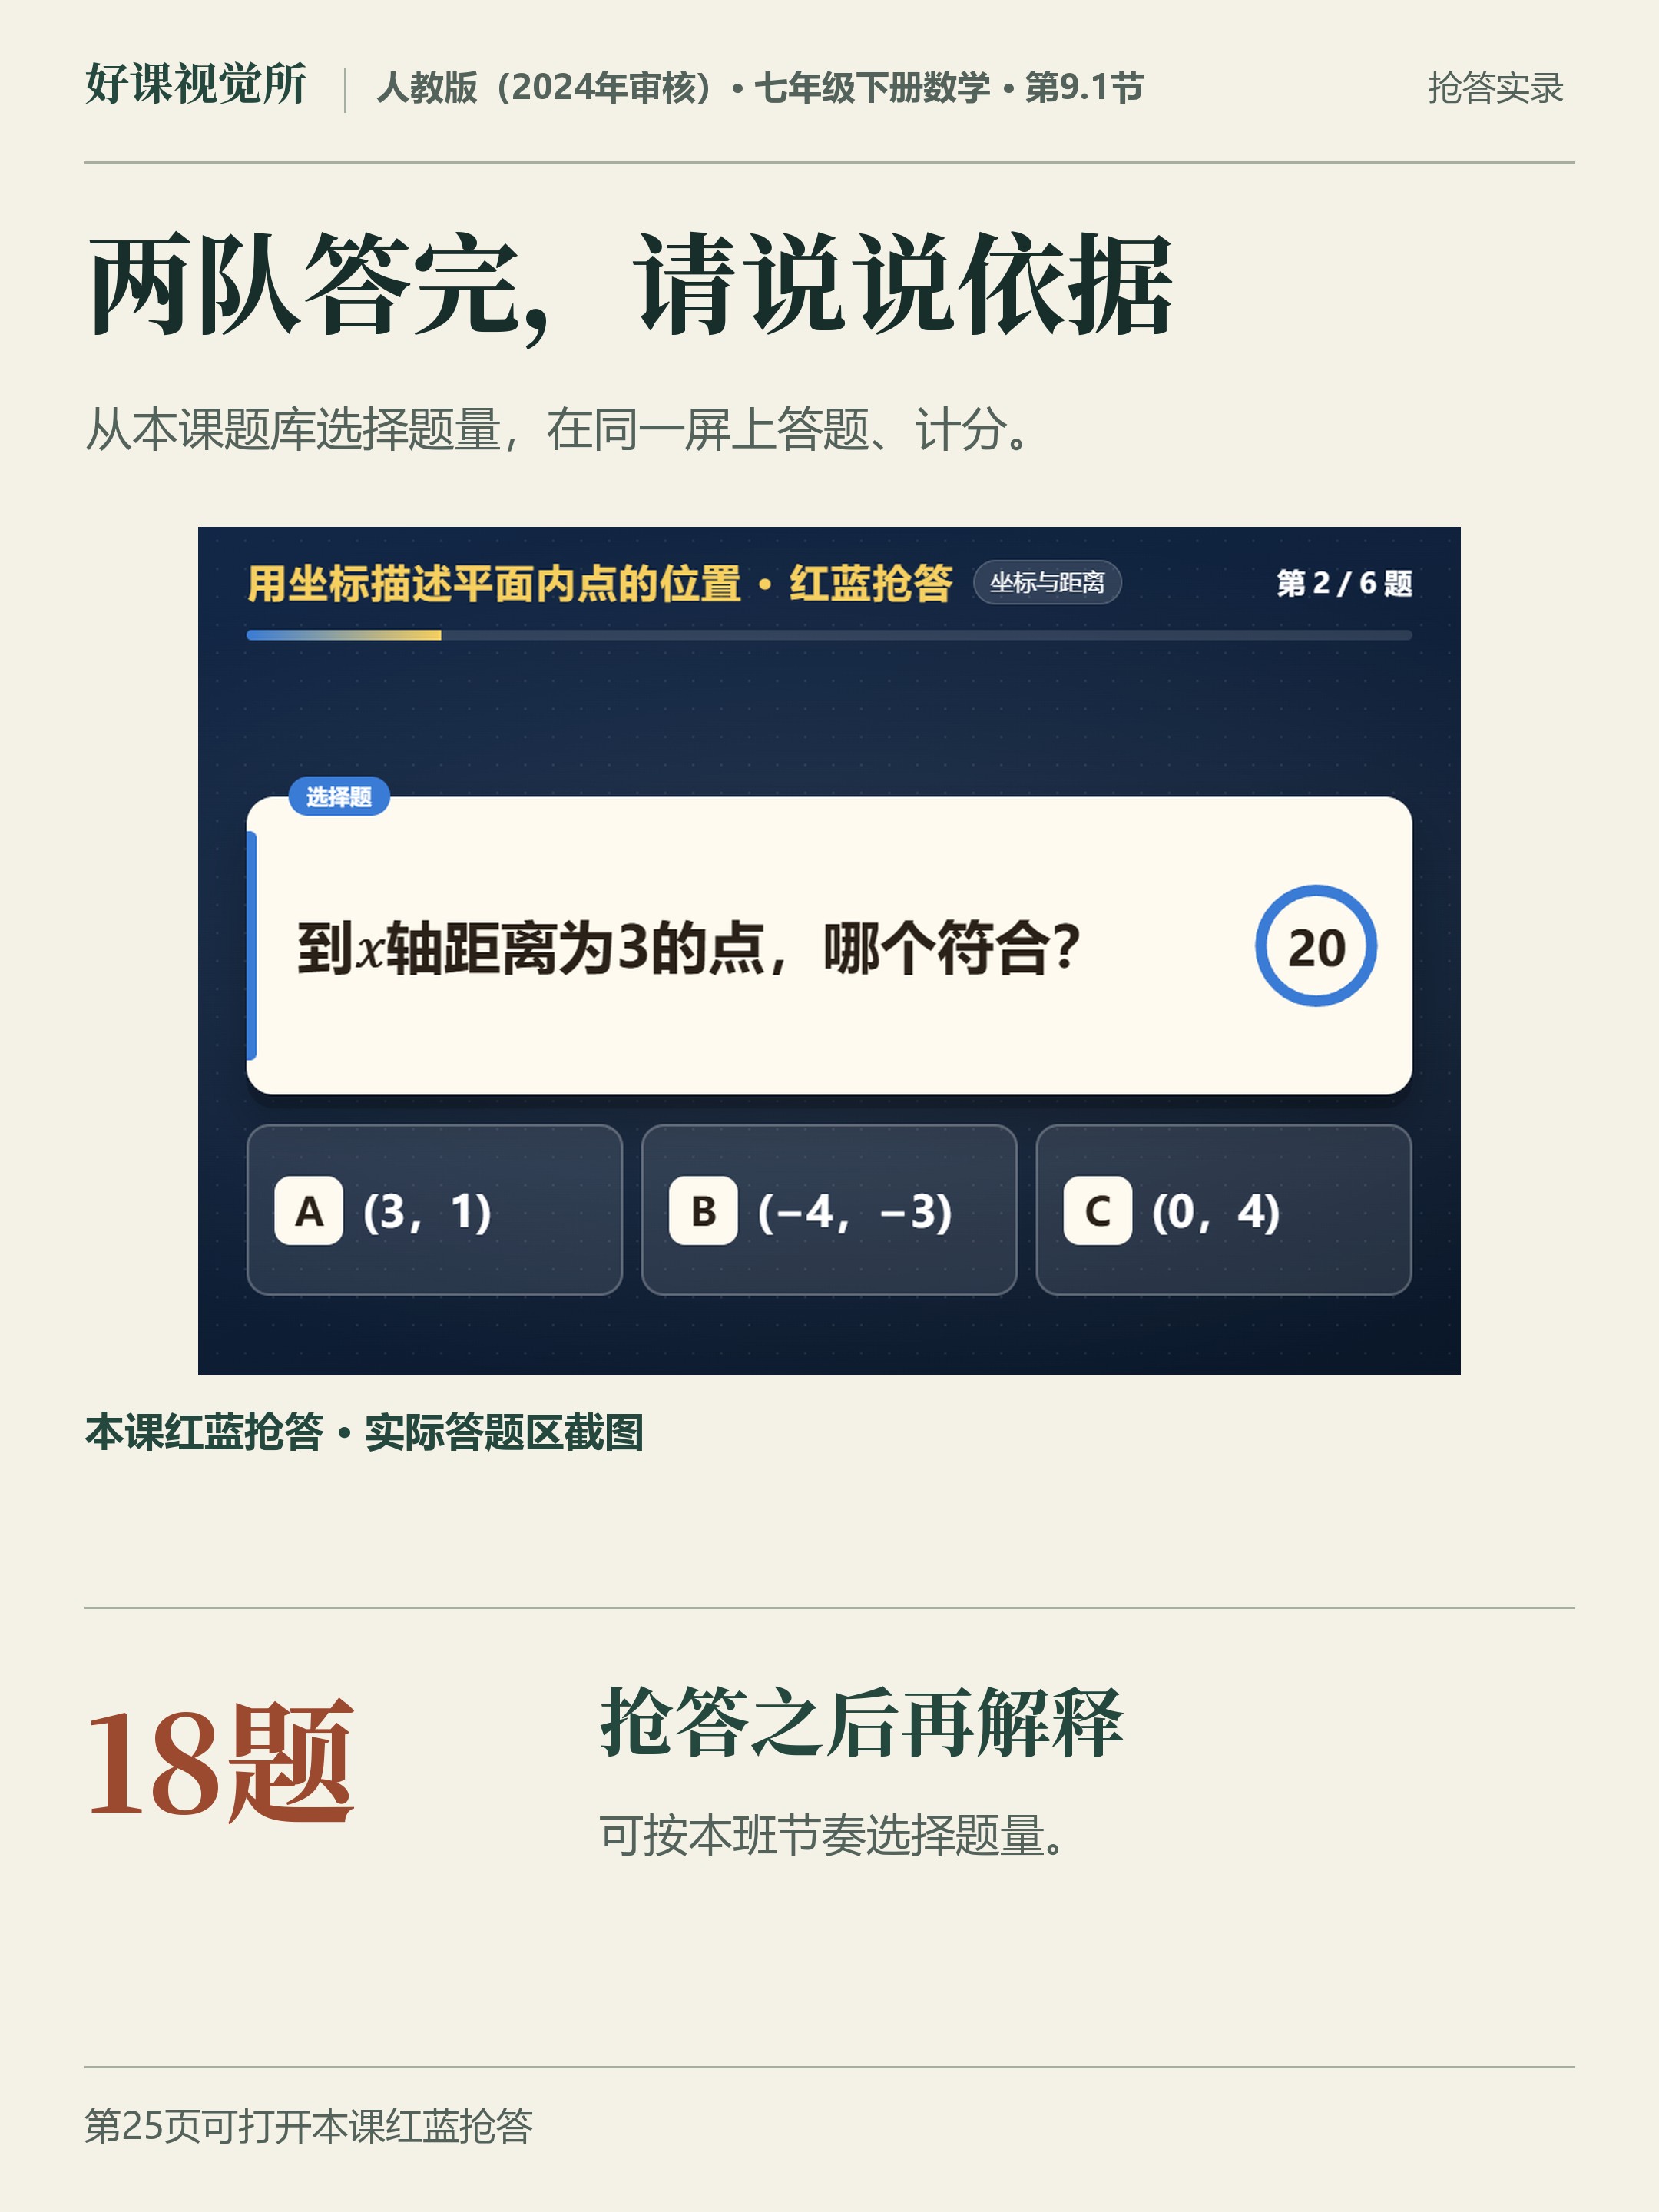 好课视觉所
人教版（2024年审核）• 七年级下册数学 • 第9.1节
抢答实录
两队答完，请说说依据
从本课题库选择题量，在同一屏上答题、计分。
用坐标描述平面内点的位置 • 红蓝抢答
坐标与距离
第 2 / 6 题
选择题
到x轴距离为3的点，哪个符合？
20
A (3，1)
B (−4，−3)
C (0，4)
本课红蓝抢答 • 实际答题区截图
18题
抢答之后再解释
可按本班节奏选择题量。
第25页可打开本课红蓝抢答